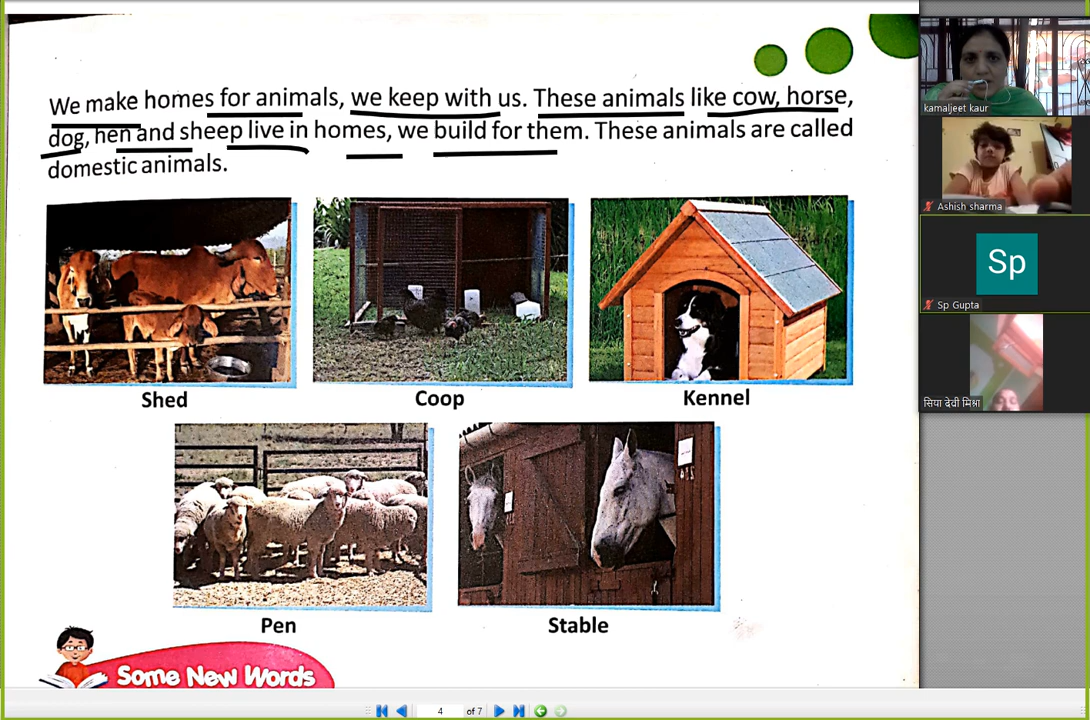 We make homes for animals, we keep with us. These animals like cow, horse,
dog, hen and sheep live in homes, we build for them. These animals are called
domestic animals.
Shed
Coop
Kennel
Pen
Stable
Some New Words
4 of 7
kamaljeet kaur
Ashish sharma
Sp
Sp Gupta
सिया देवी मिश्रा